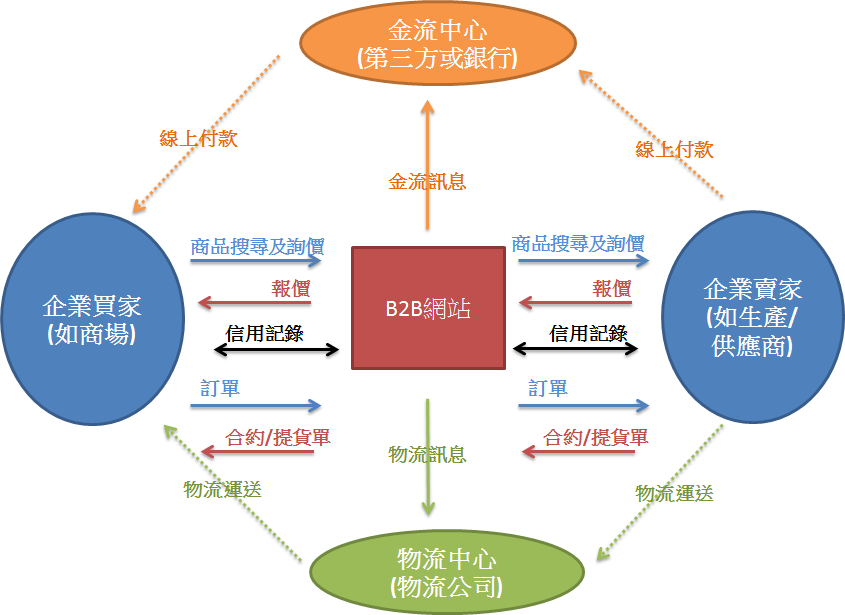 金流中心
(第三方或銀行)
線上付款
線上付款
金流訊息
商品搜尋及詢價
商品搜尋及詢價
報價
報價
企業買家
(如商場)
B2B網站
企業賣家
(如生產/
供應商)
信用記錄
信用記錄
訂單
訂單
合約/提貨單
合約/提貨單
物流訊息
物流運送
物流運送
物流中心
(物流公司)